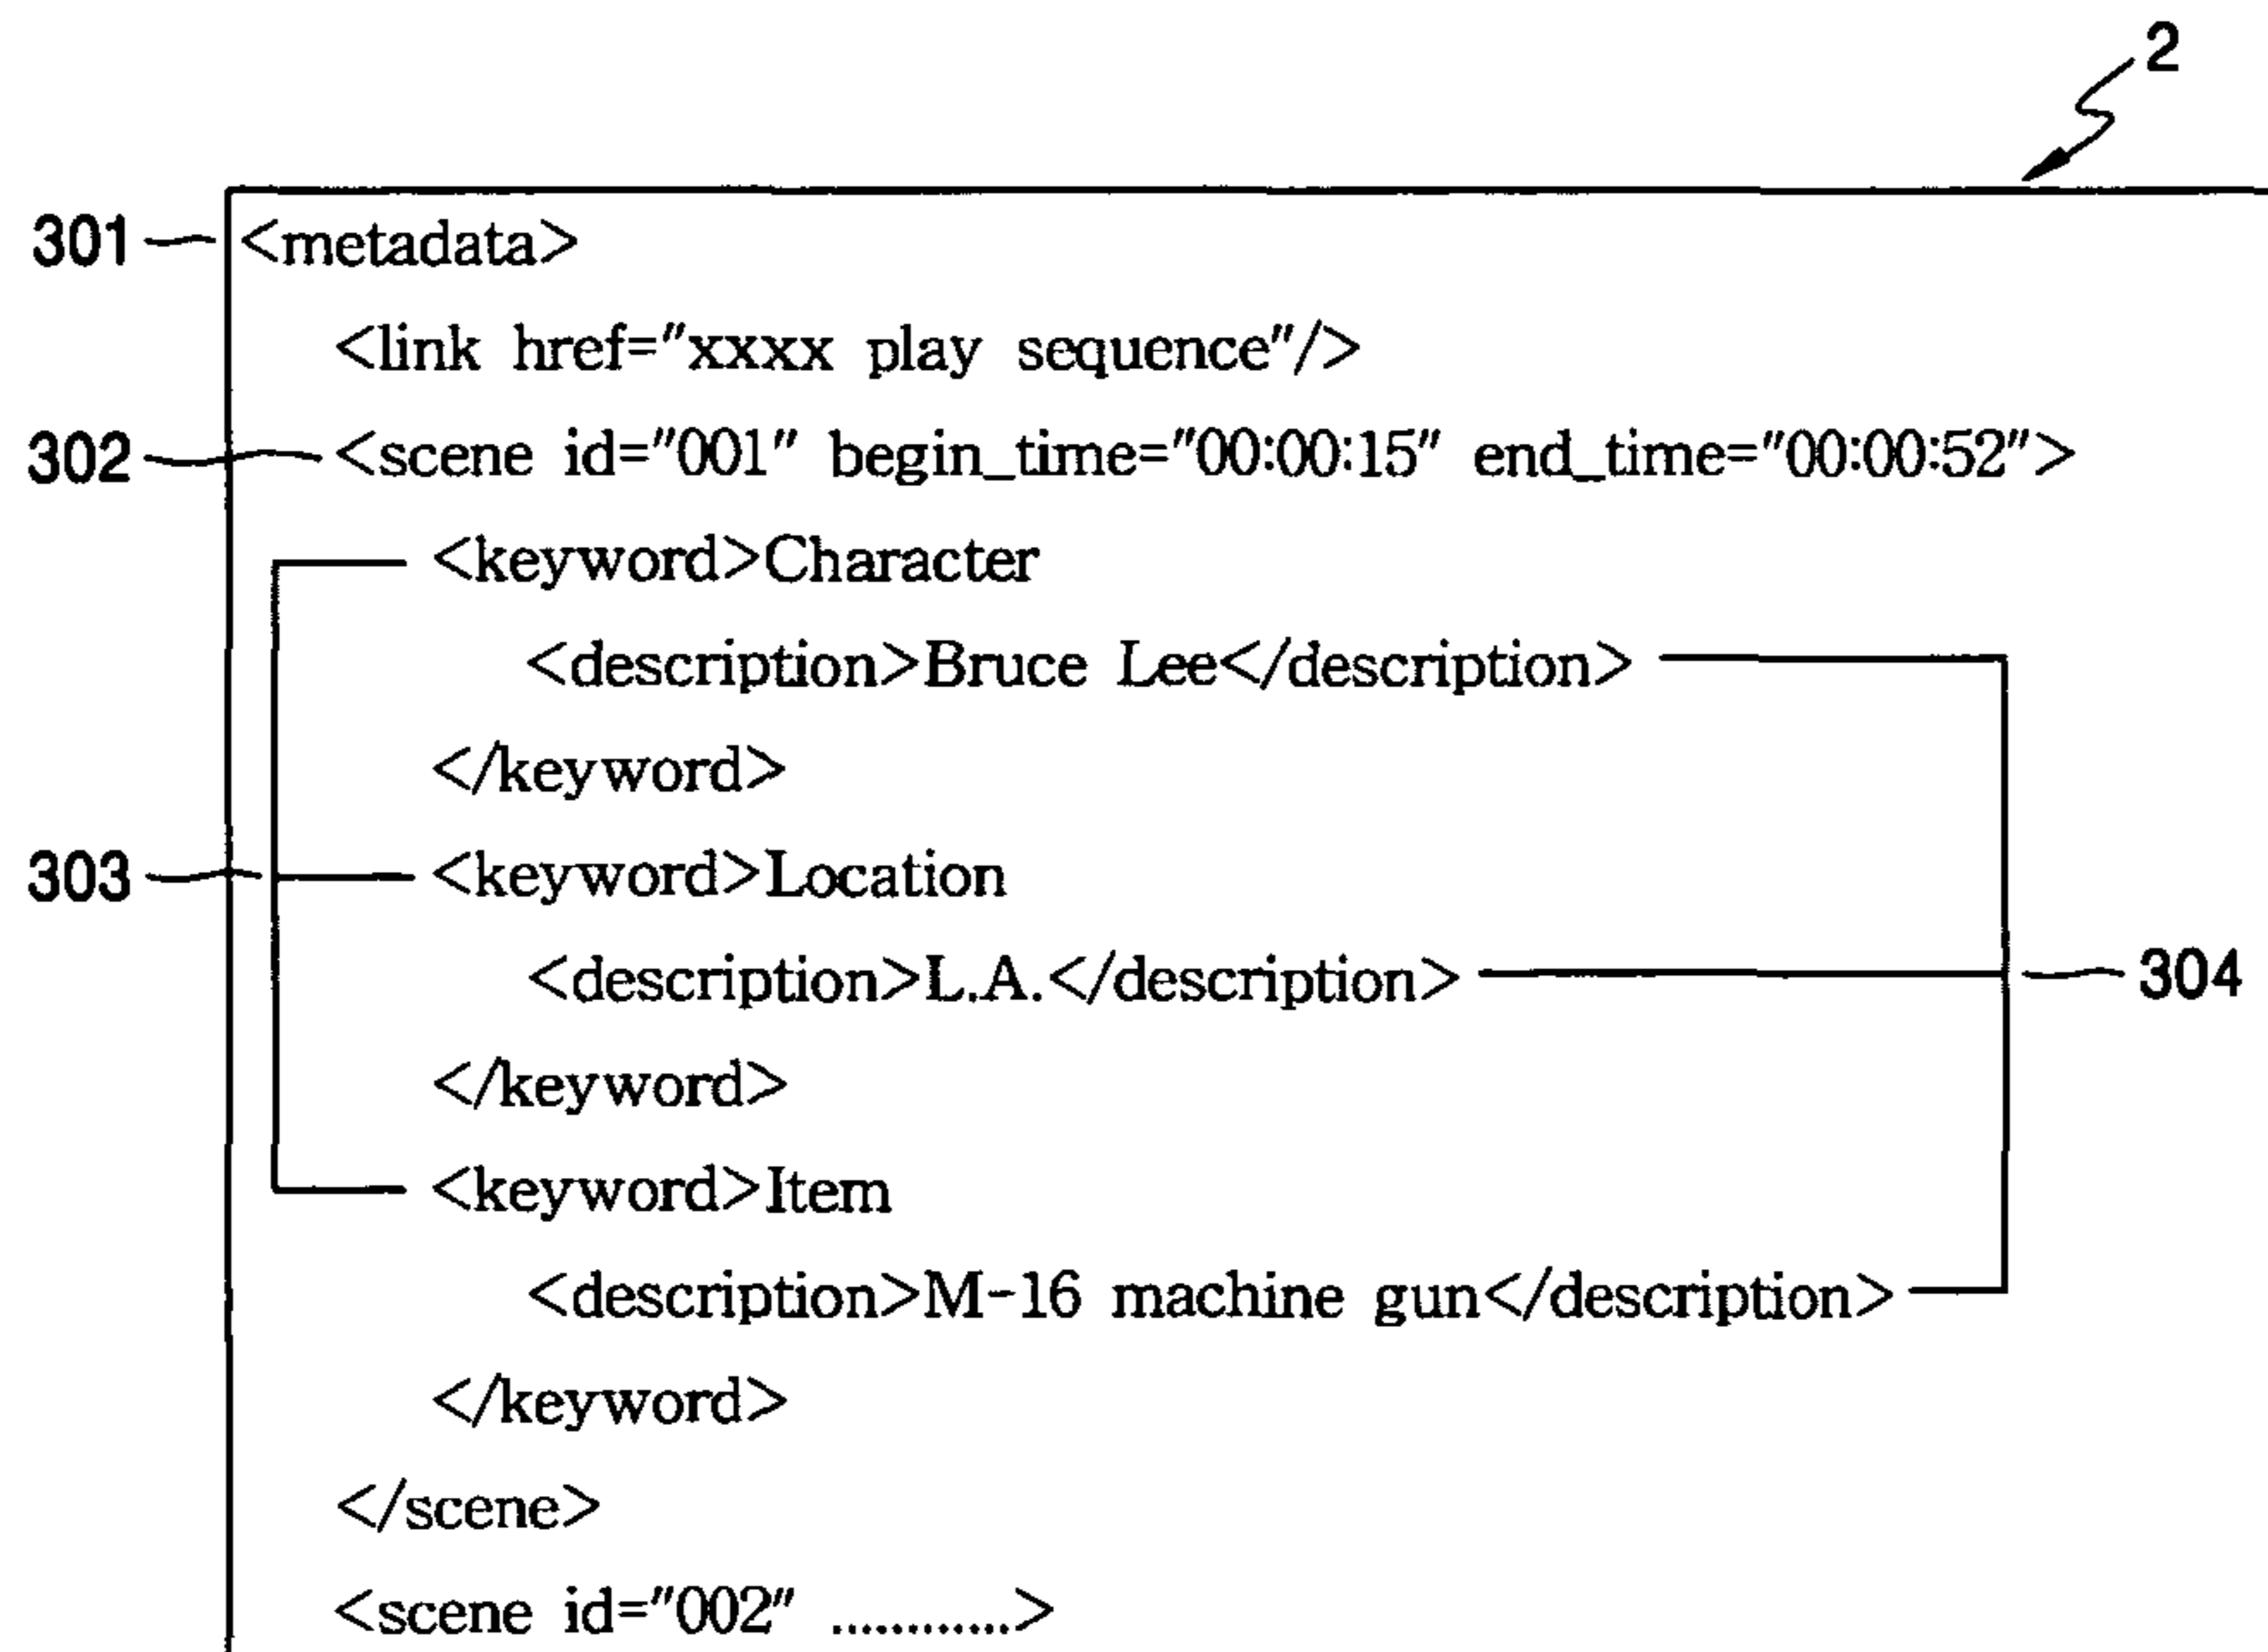 2
301 <metadata>
<link href="xxxx play sequence"/>
302 <scene id="001" begin_time="00:00:15" end_time="00:00:52">
<keyword>Character
<description>Bruce Lee</description>
</keyword>
303 <keyword>Location
<description>L.A.</description> 304
</keyword>
<keyword>Item
<description>M-16 machine gun</description>
</keyword>
</scene>
<scene id="002" ............>